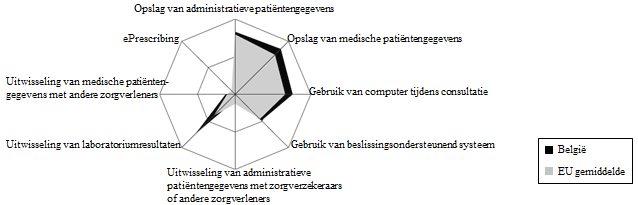 Opslag van administratieve patiëntengegevens
ePrescribing
Opslag van medische patiëntengegevens
Uitwisseling van medische patiënten-
gegevens met andere zorgverleners
Gebruik van computer tijdens consultatie
Uitwisseling van laboratoriumresultaten
Gebruik van beslissingsondersteunend systeem
Uitwisseling van administratieve
patiëntengegevens met zorgverzekeraars
of andere zorgverleners
België
EU gemiddelde